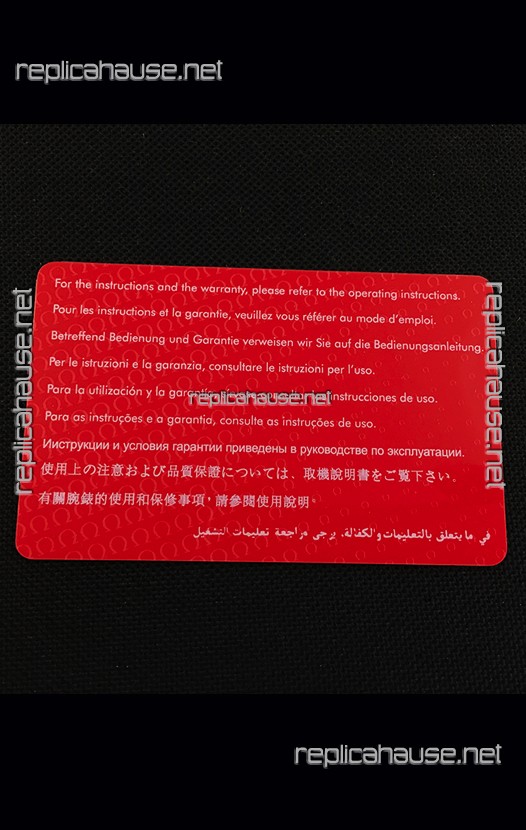 replicahause.net
For the instructions and the warranty, please refer to the operating instructions.
Pour les instructions et la garantie, veuillez vous référer au mode d'emploi.
Betreffend Bedienung und Garantie verweisen wir Sie auf die Bedienungsanleitung.
Per le istruzioni e la garanzia, consultare le istruzioni per l'uso.
Para la utilización y la garantía, instrucciones de uso.
replicahause.net
Para as instruções e a garantia, consulte as instruções de uso.
Инструкции и условия гарантии приведены в руководстве по эксплуатации.
使用上の注意および品質保證については、取機說明書をご覽下さい。
有關腕錶的使用和保修事項，請參閱使用說明。
في ما يتعلق بالتعليمات والكفالة، يرجى مراجعة تعليمات التشغيل
replicahause.net
replicahause.net
replicahause.net